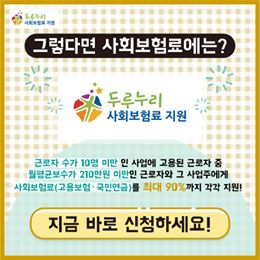 두루누리
사회보험료 지원
그렇다면 사회보험료에는?
두루누리
사회보험료 지원
근로자 수가 10명 미만 인 사업에 고용된 근로자 중
월평균보수가 210만원 미만인 근로자와 그 사업주에게
사회보험료(고용보험·국민연금)를 최대 90%까지 각각 지원!
지금 바로 신청하세요!